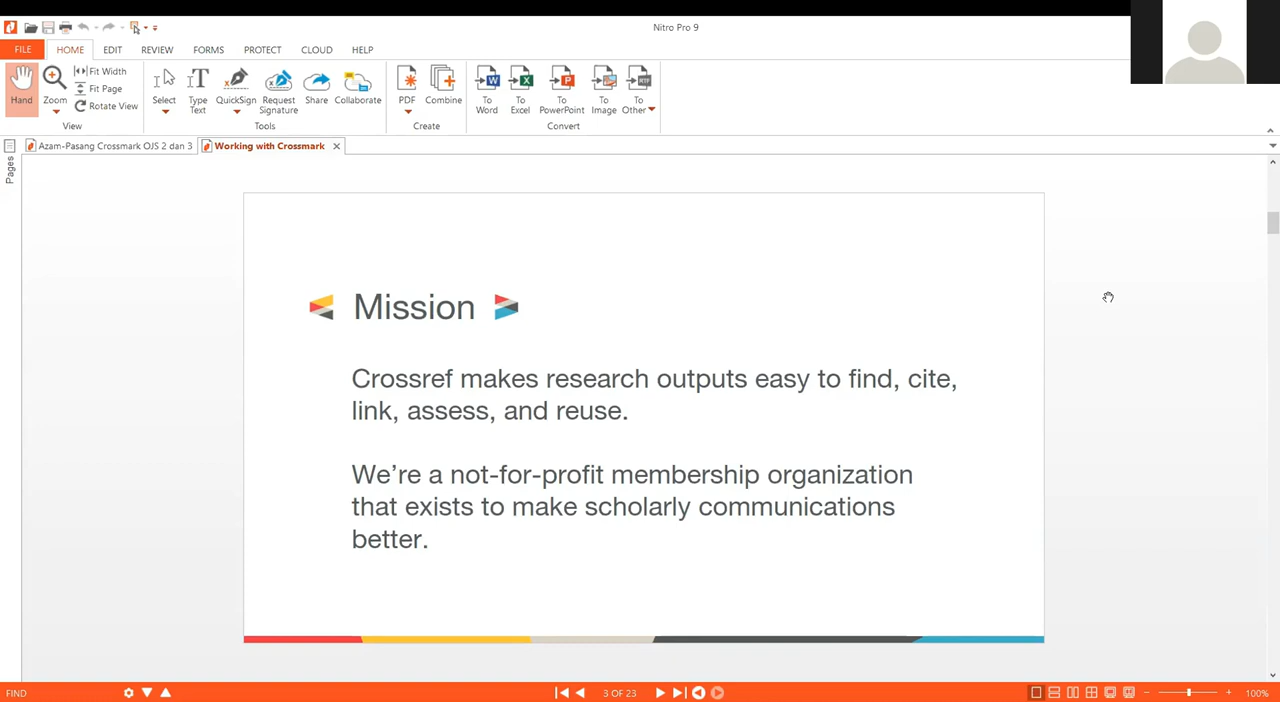 Nitro Pro 9
FILE HOME EDIT REVIEW FORMS PROTECT CLOUD HELP
Hand
Zoom
Fit Width
Fit Page
Rotate View
View
Select
Type Text
QuickSign
Request Signature
Share
Collaborate
Tools
PDF
Combine
Create
To Word
To Excel
To PowerPoint
To Image
To Other
Convert
Pages
Azam-Pasang Crossmark OJS 2 dan 3
Working with Crossmark
Mission
Crossref makes research outputs easy to find, cite,
link, assess, and reuse.
We're a not-for-profit membership organization
that exists to make scholarly communications
better.
FIND
3 OF 23
100%